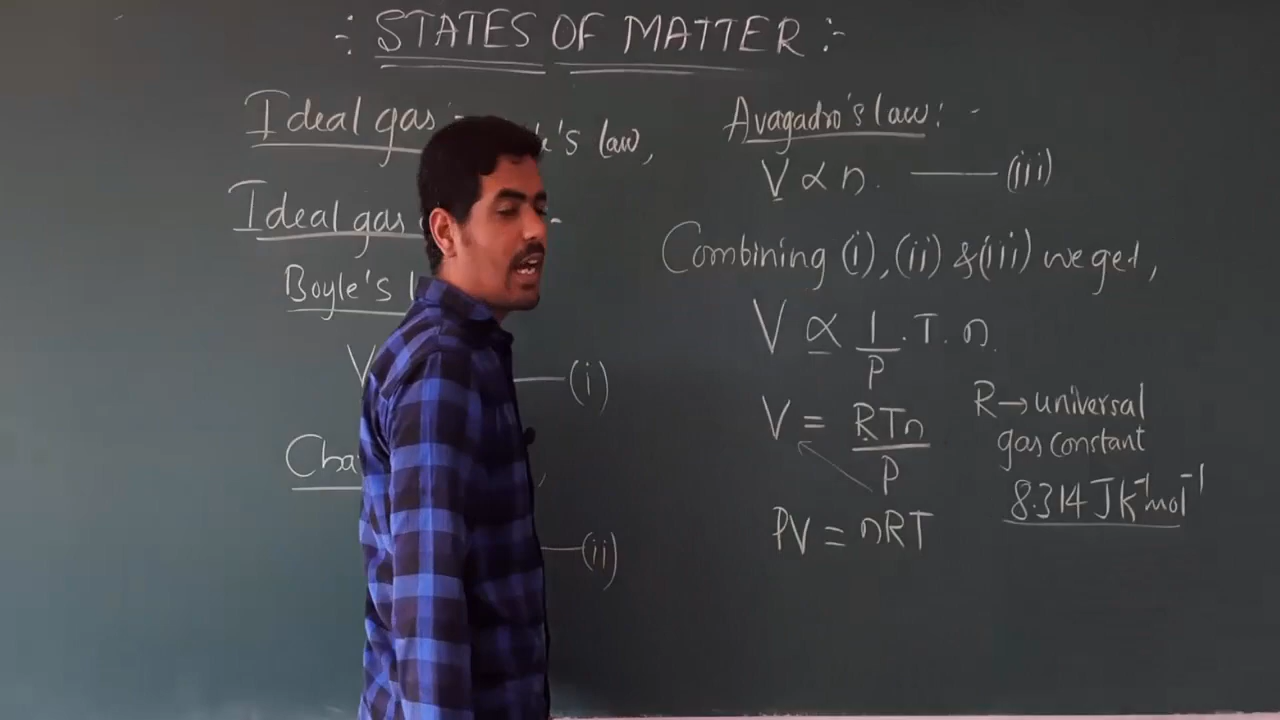 :- STATES OF MATTER :-
Ideal gas :- 's law,
Ideal gas -
Boyle's
V —— (i)
Cha
—— (ii)
Avagadro's law: -
V ∝ n. —— (iii)
Combining (i), (ii) & (iii) we get,
V ∝ 1/P . T. n.
V = RTn/P
PV = nRT
R → universal
gas constant
8.314 JK⁻¹mol⁻¹